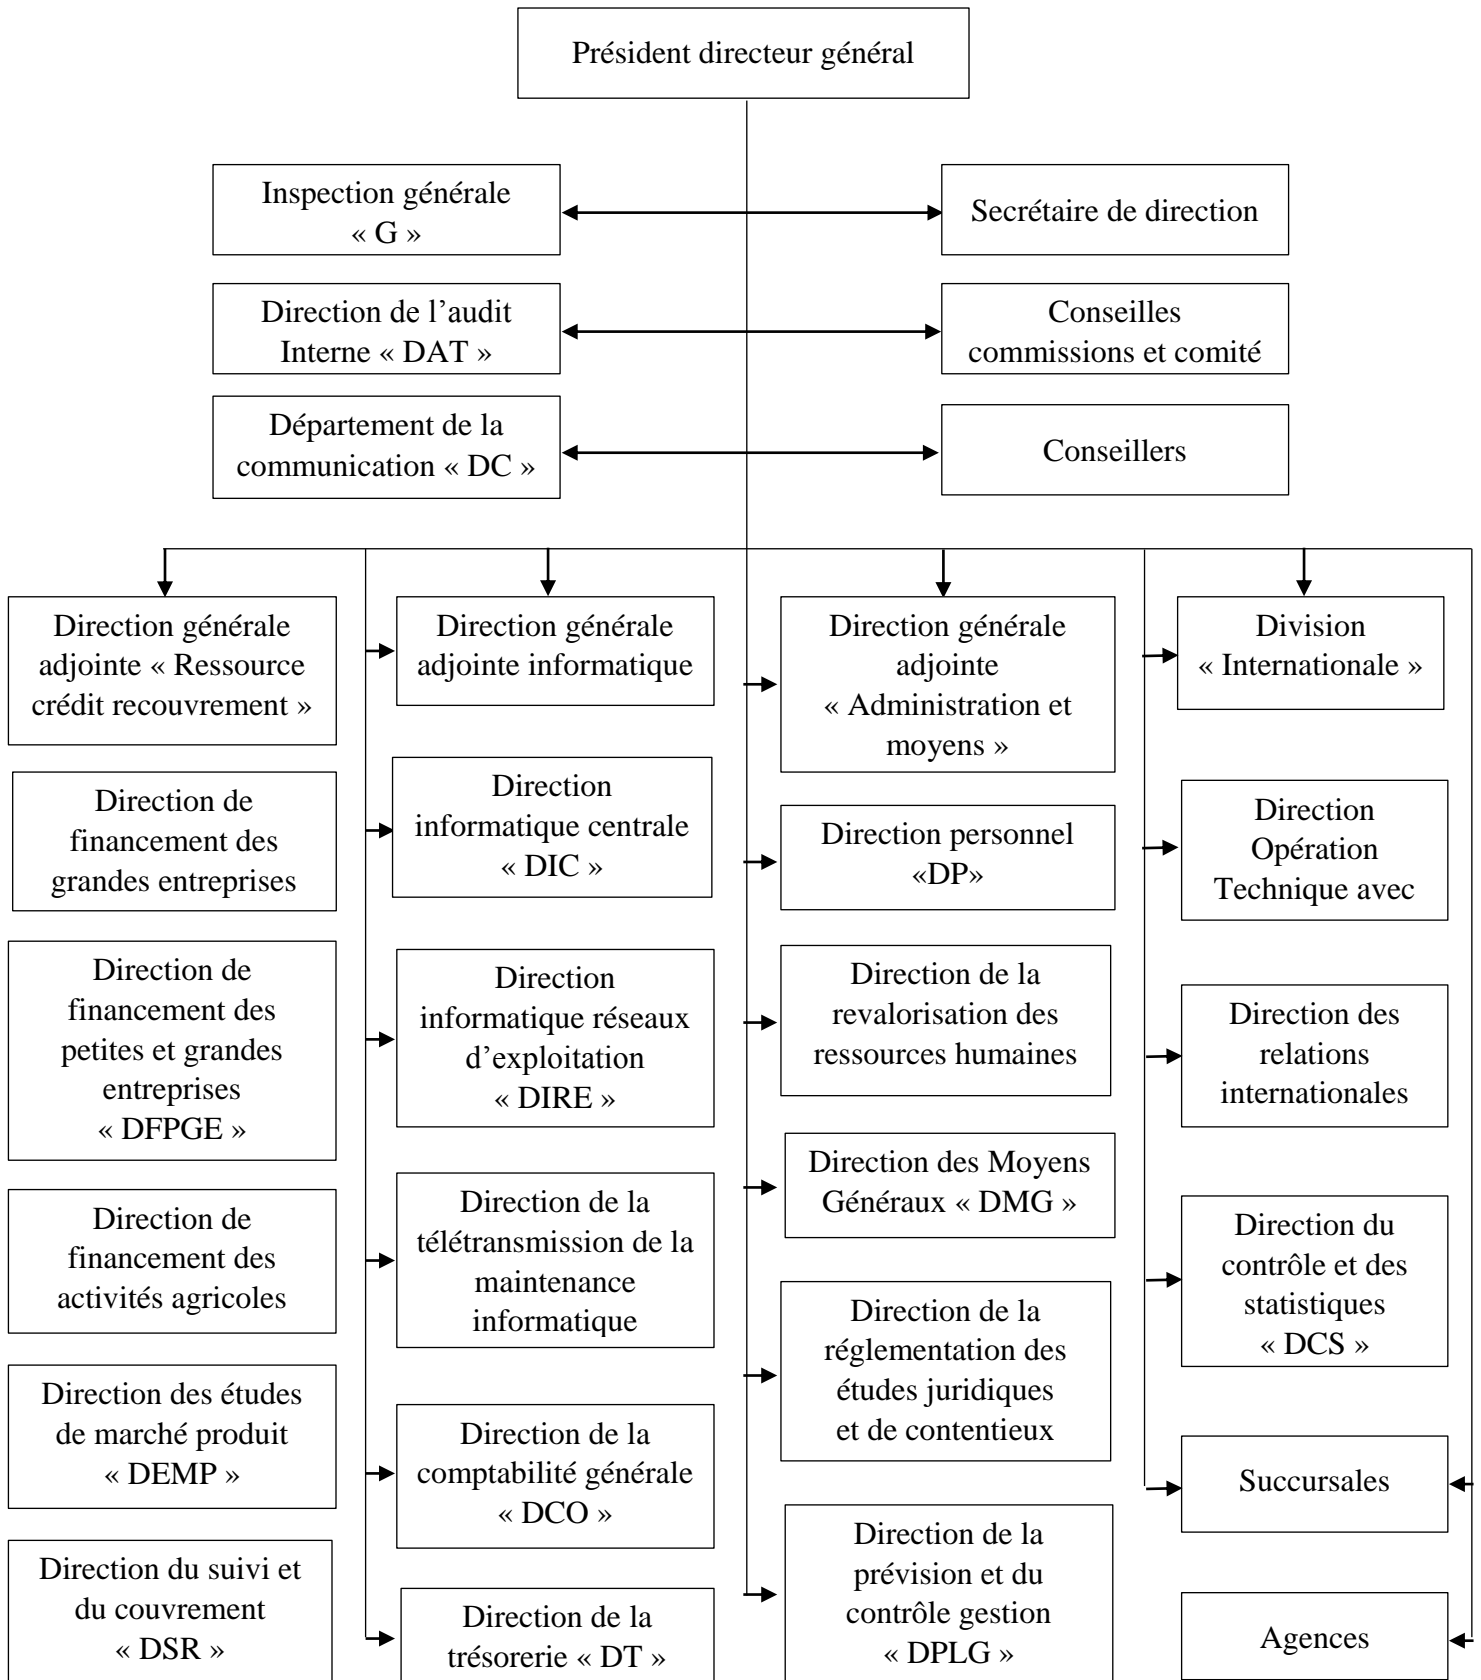 Président directeur général
Inspection générale
« G »
Secrétaire de direction
Direction de l’audit
Interne « DAT »
Conseilles
commissions et comité
Département de la
communication « DC »
Conseillers
Direction générale
adjointe « Ressource
crédit recouvrement »
Direction de
financement des
grandes entreprises
Direction de
financement des
petites et grandes
entreprises
« DFPGE »
Direction de
financement des
activités agricoles
Direction des études
de marché produit
« DEMP »
Direction du suivi et
du couvrement
« DSR »
Direction générale
adjointe informatique
Direction
informatique centrale
« DIC »
Direction
informatique réseaux
d’exploitation
« DIRE »
Direction de la
télétransmission de la
maintenance
informatique
Direction de la
comptabilité générale
« DCO »
Direction de la
trésorerie « DT »
Direction générale
adjointe
« Administration et
moyens »
Direction personnel
«DP»
Direction de la
revalorisation des
ressources humaines
Direction des Moyens
Généraux « DMG »
Direction de la
réglementation des
études juridiques
et de contentieux
Direction de la
prévision et du
contrôle gestion
« DPLG »
Division
« Internationale »
Direction
Opération
Technique avec
Direction des
relations
internationales
Direction du
contrôle et des
statistiques
« DCS »
Succursales
Agences